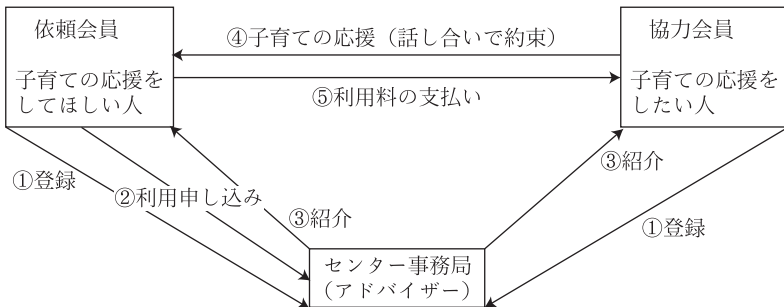 依頼会員
子育ての応援を
してほしい人
④子育ての応援（話し合いで約束）
⑤利用料の支払い
協力会員
子育ての応援を
したい人
①登録
②利用申し込み
③紹介
③紹介
①登録
センター事務局
（アドバイザー）